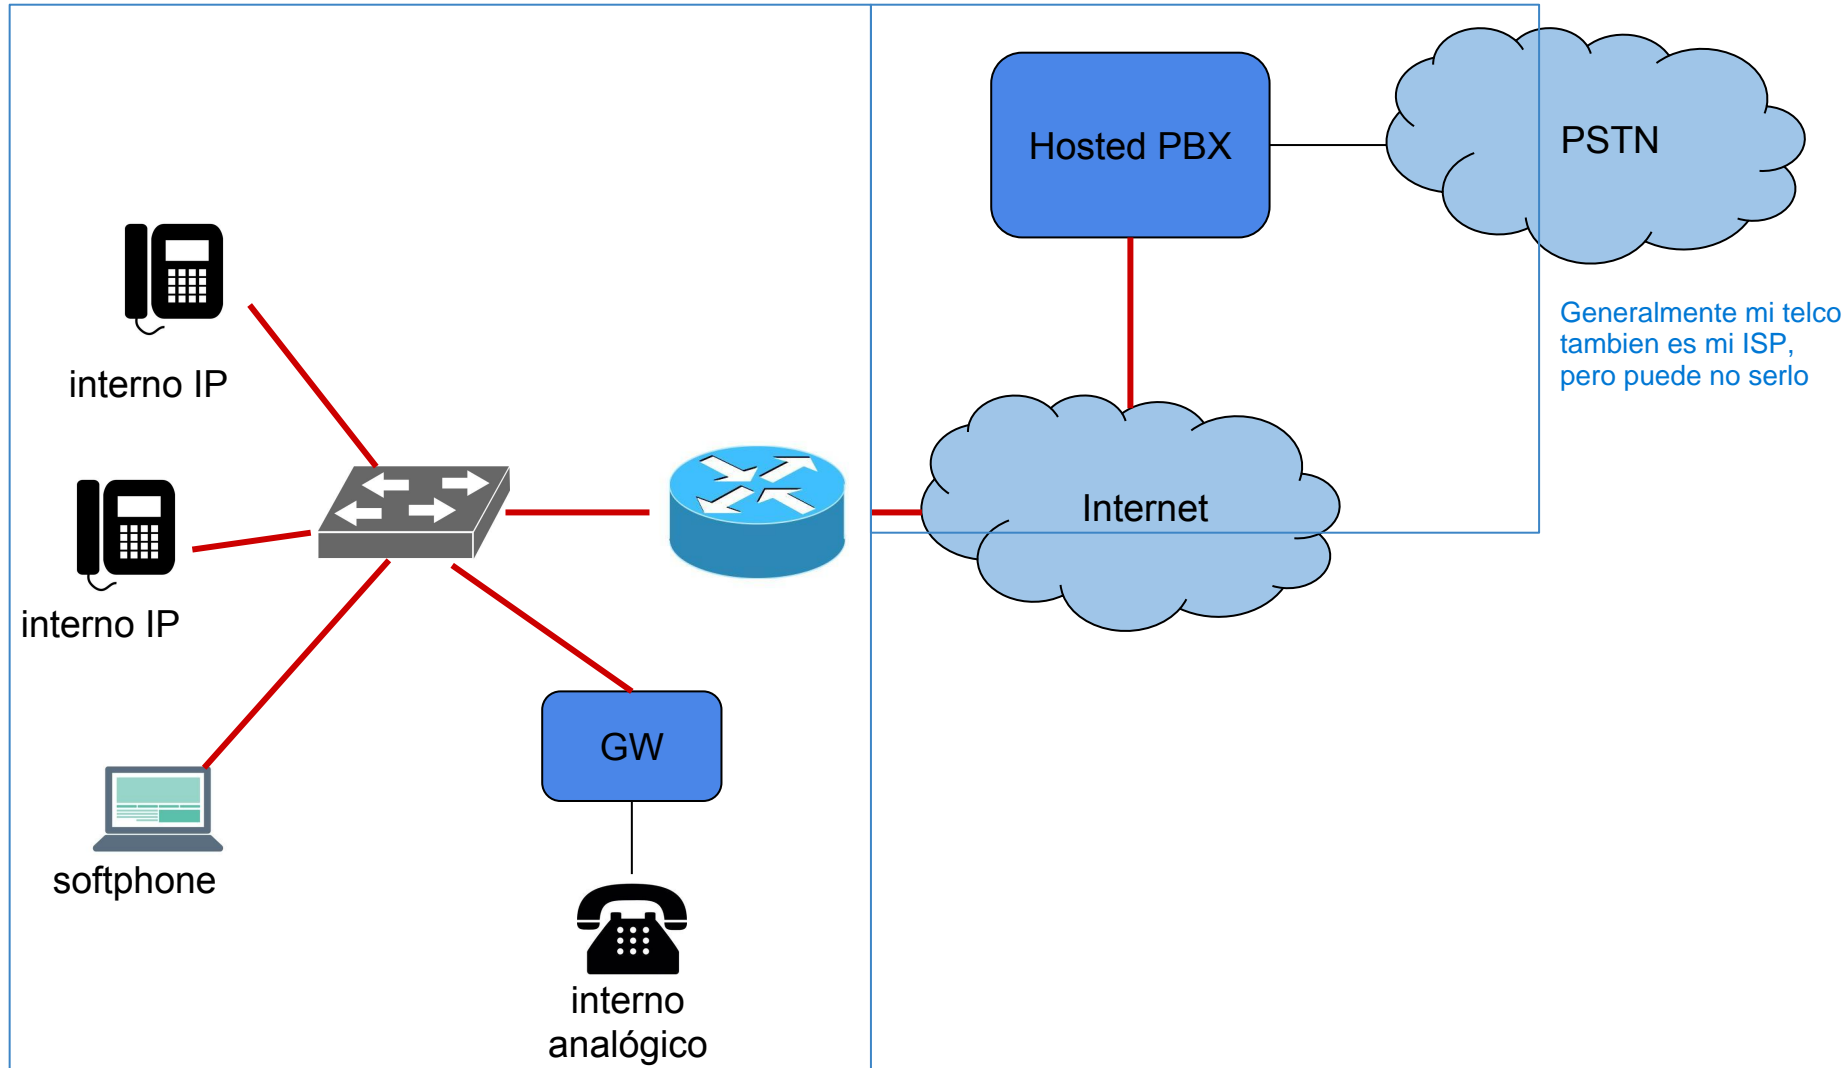 Hosted PBX
PSTN
Generalmente mi telco
tambien es mi ISP,
pero puede no serlo
interno IP
Internet
interno IP
GW
softphone
interno
analógico